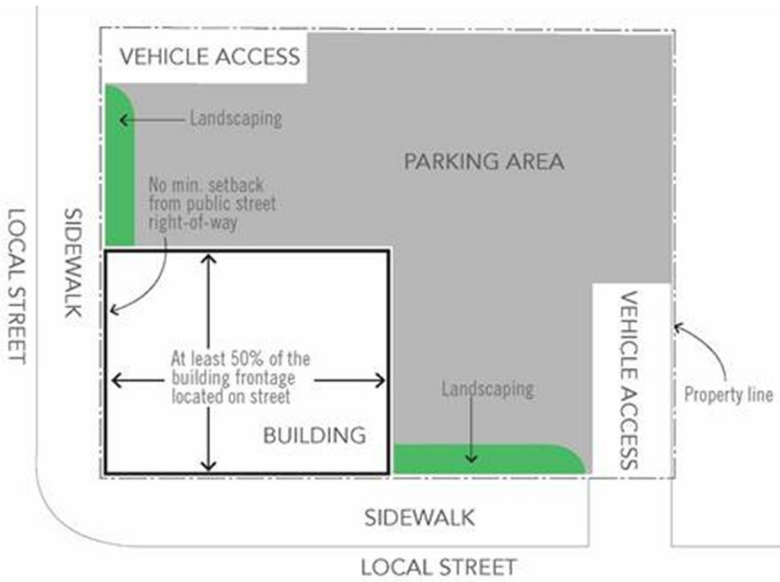 VEHICLE ACCESS
Landscaping
PARKING AREA
No min. setback
from public street
right-of-way
LOCAL STREET
SIDEWALK
At least 50% of the
building frontage
located on street
BUILDING
Landscaping
VEHICLE ACCESS
Property line
SIDEWALK
LOCAL STREET